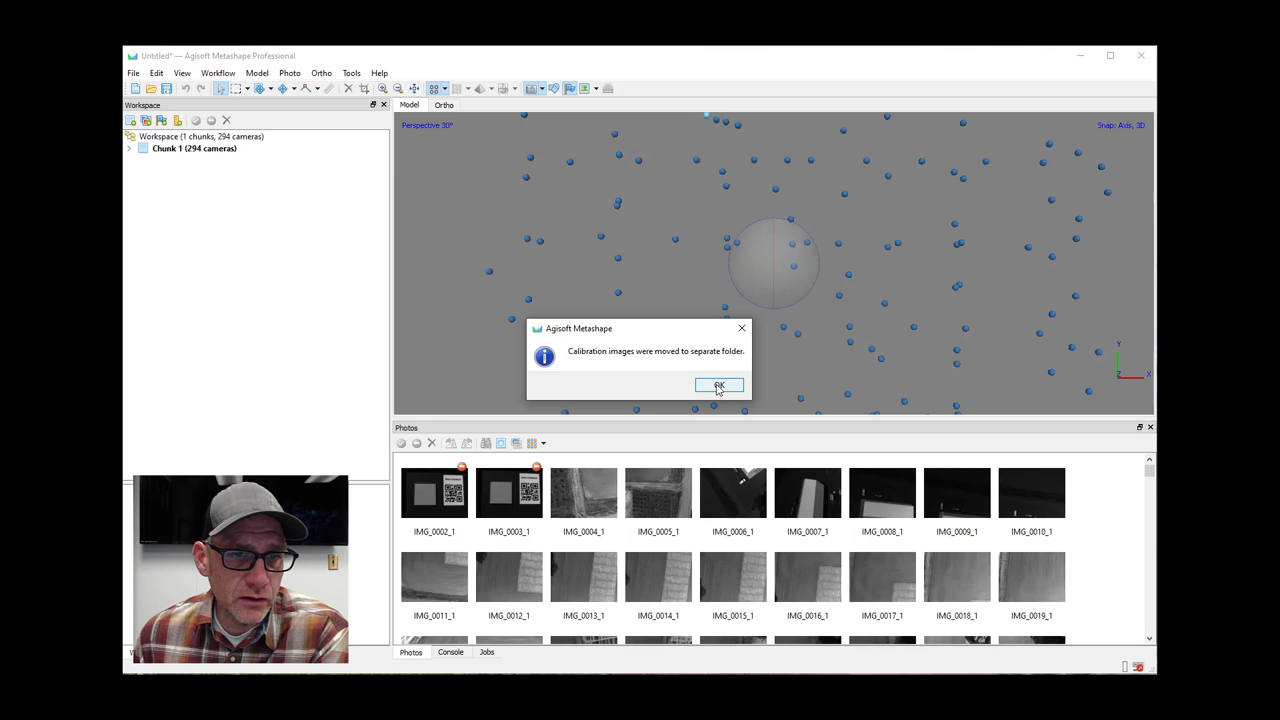 Untitled* — Agisoft Metashape Professional
File Edit View Workflow Model Photo Ortho Tools Help
Workspace
Workspace (1 chunks, 294 cameras)
Chunk 1 (294 cameras)
Model Ortho
Perspective 30°
Snap: Axis, 3D
Y
Z
X
Agisoft Metashape
Calibration images were moved to separate folder.
OK
Photos
IMG_0002_1 IMG_0003_1 IMG_0004_1 IMG_0005_1 IMG_0006_1 IMG_0007_1 IMG_0008_1 IMG_0009_1 IMG_0010_1
IMG_0011_1 IMG_0012_1 IMG_0013_1 IMG_0014_1 IMG_0015_1 IMG_0016_1 IMG_0017_1 IMG_0018_1 IMG_0019_1
Photos Console Jobs